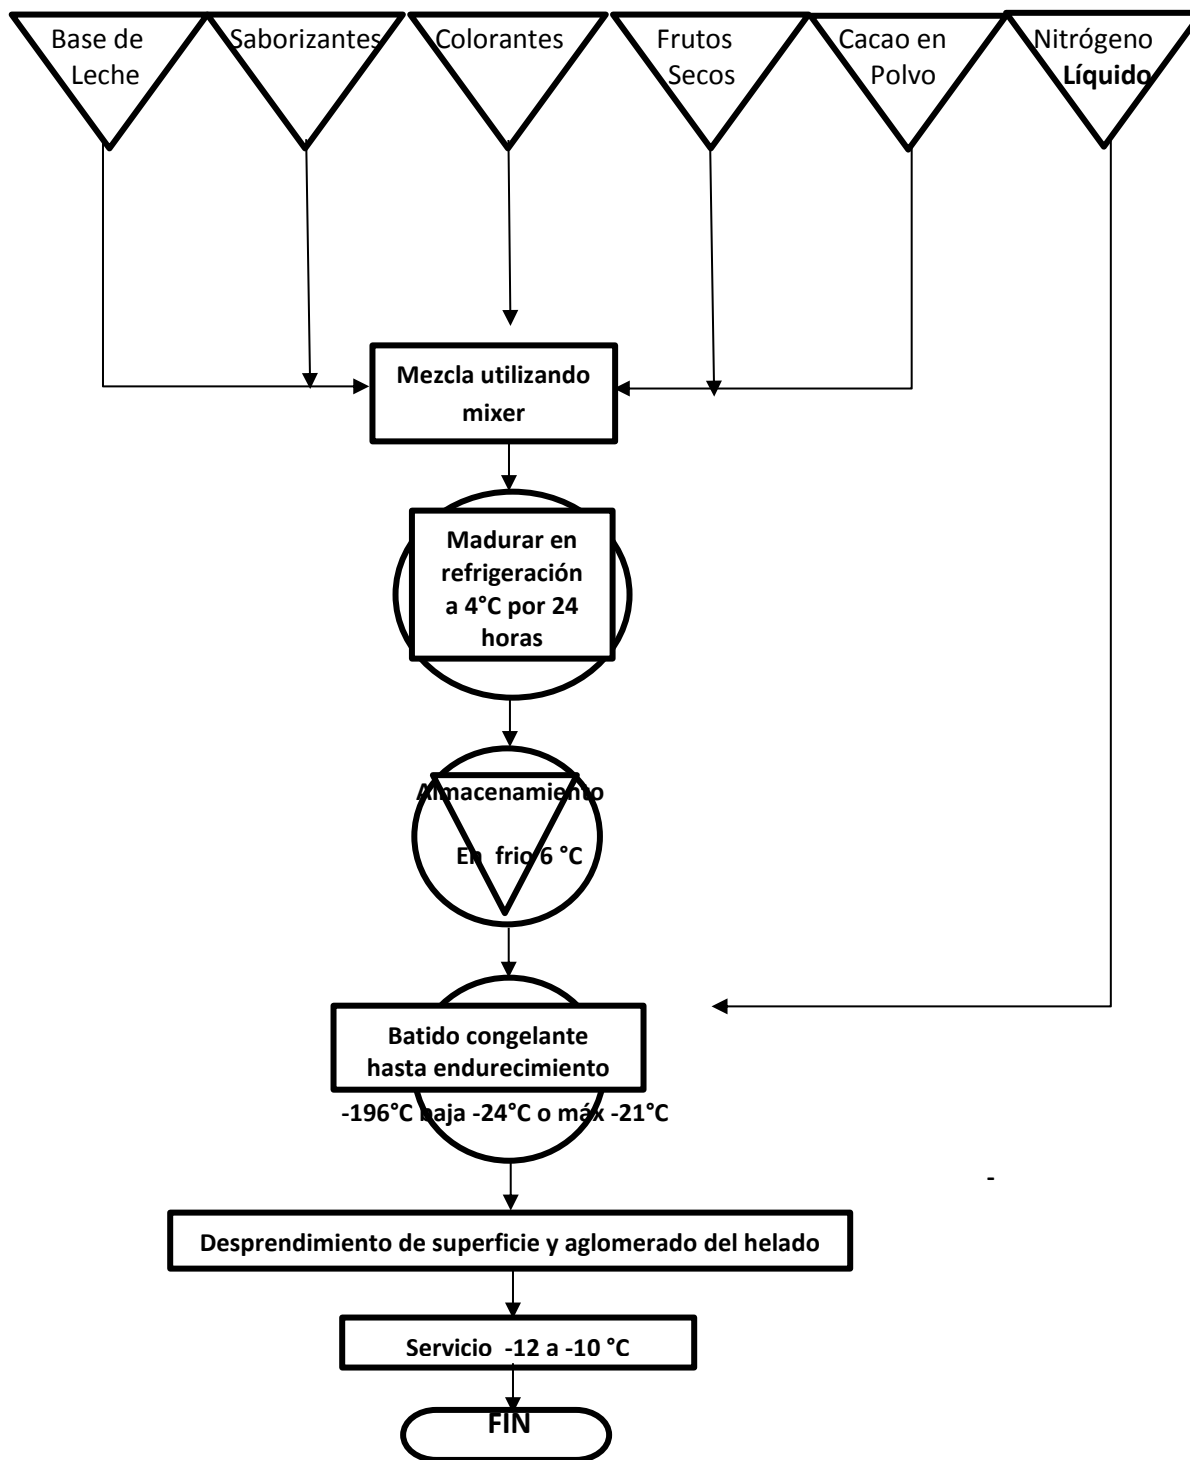 Base de
Leche
Saborizantes
Colorantes
Frutos
Secos
Cacao en
Polvo
Nitrógeno
Líquido
Mezcla utilizando
mixer
Madurar en
refrigeración
a 4°C por 24
horas
Almacenamiento
En frio 6 °C
Batido congelante
hasta endurecimiento
-196°C baja -24°C o máx -21°C
-
Desprendimiento de superficie y aglomerado del helado
Servicio -12 a -10 °C
FIN